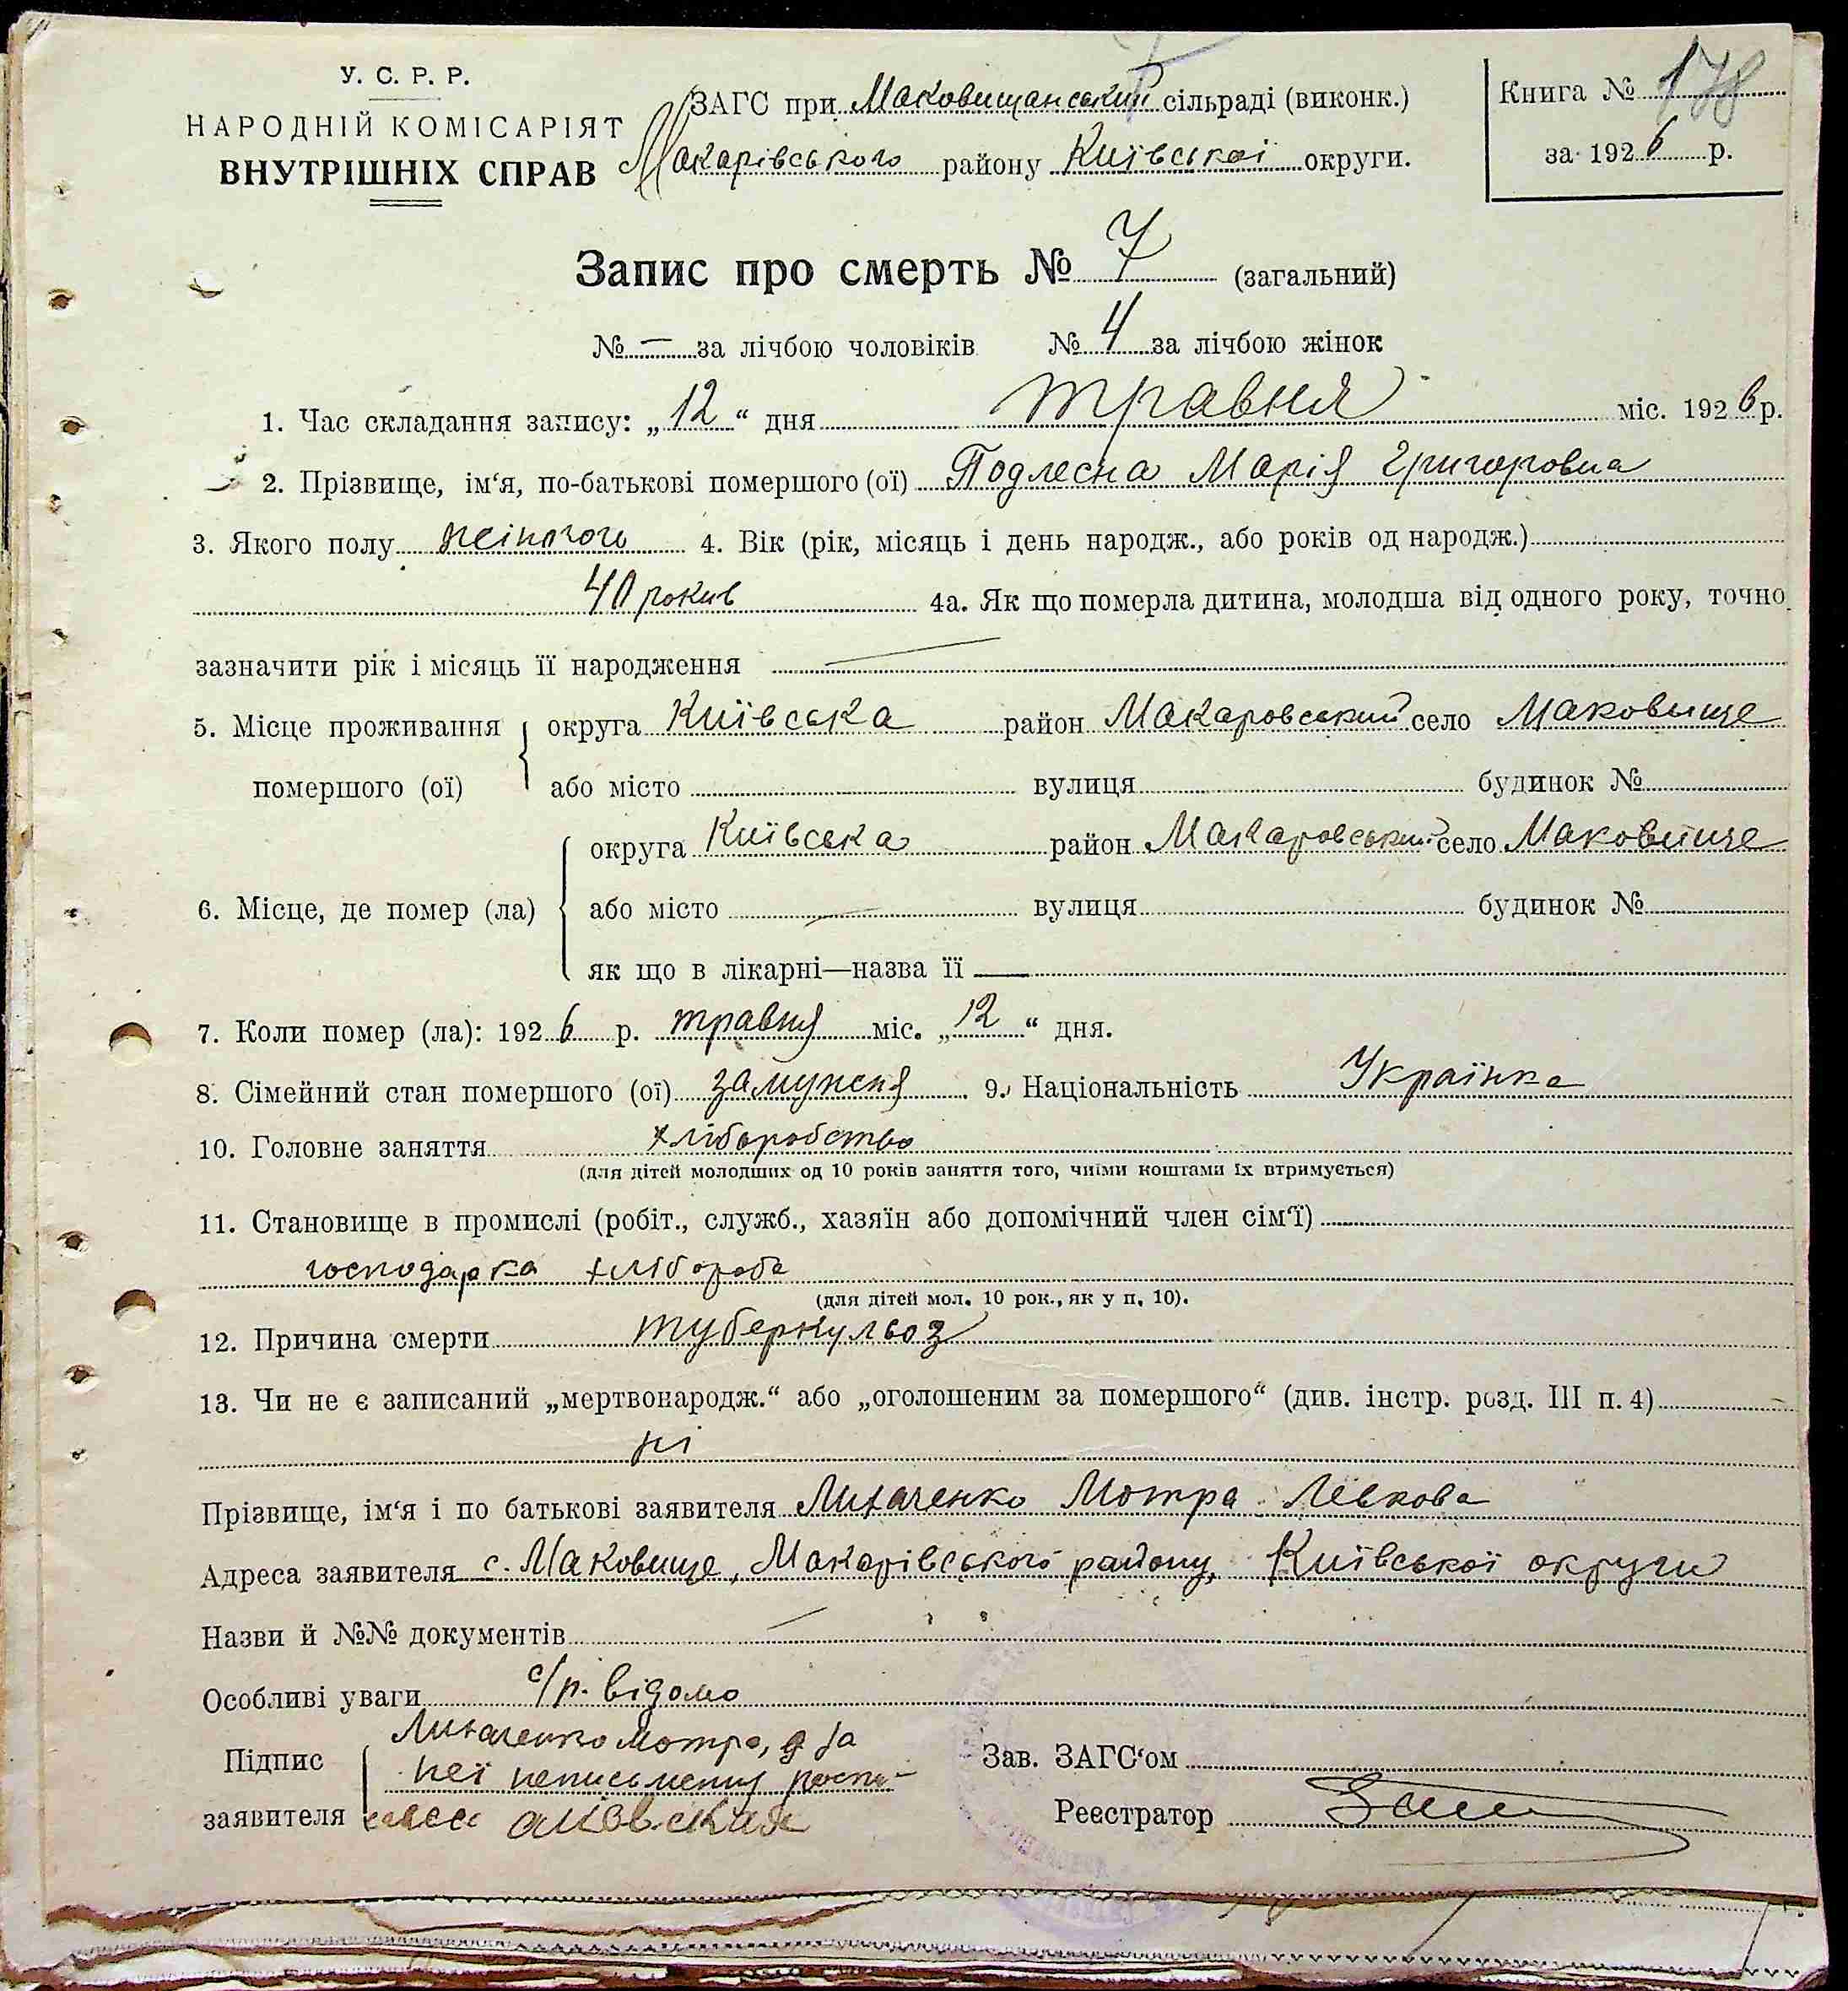 У. С. Р. Р.
НАРОДНІЙ КОМІСАРІЯТ
ВНУТРІШНІХ СПРАВ
ЗАГС при Маковищанський сільраді (виконк.)
Макарівського району Київської округи.
Книга № 178
за 1926 р.
Запис про смерть № 7 (загальний)
№ — за лічбою чоловіків № 4 за лічбою жінок
1. Час складання запису: „12“ дня травня міс. 1926 р.
2. Прізвище, ім‘я, по-батькові помершого (ої) Подлесна Марія Григоровна
3. Якого полу жіночого 4. Вік (рік, місяць і день народж., або років од народж.)
40 рокив 4а. Як що померла дитина, молодша від одного року, точно
зазначити рік і місяць її народження —
5. Місце проживання округа Київська район Макаровський село Маковище
помершого (ої) або місто вулиця будинок №
округа Київська район Макаровський село Маковище
6. Місце, де помер (ла) або місто — вулиця будинок №
як що в лікарні—назва її —
7. Коли помер (ла): 1926 р. травня міс. „12“ дня.
8. Сімейний стан помершого (ої) замужня 9. Національність Українка
10. Головне заняття хліборобство
(для дітей молодших од 10 років заняття того, чиїми коштами їх втримується)
11. Становище в промислі (робіт., служб., хазяїн або допомічний член сім‘ї)
господарка хлібороба
(для дітей мол. 10 рок., як у п. 10).
12. Причина смерти туберкульоз
13. Чи не є записаний „мертвонародж.“ або „оголошеним за помершого“ (див. інстр. розд. III п. 4)
ні
Прізвище, ім‘я і по батькові заявителя Лихаченко Мотра Левкова
Адреса заявителя с. Маковище, Макарівського району, Київської округи
Назви й №№ документів —
Особливі уваги с/р. відомо
Підпис Лихаченко Мотра, а за
неї неписьменну роспи-
заявителя
Зав. ЗАГС‘ом
Реєстратор